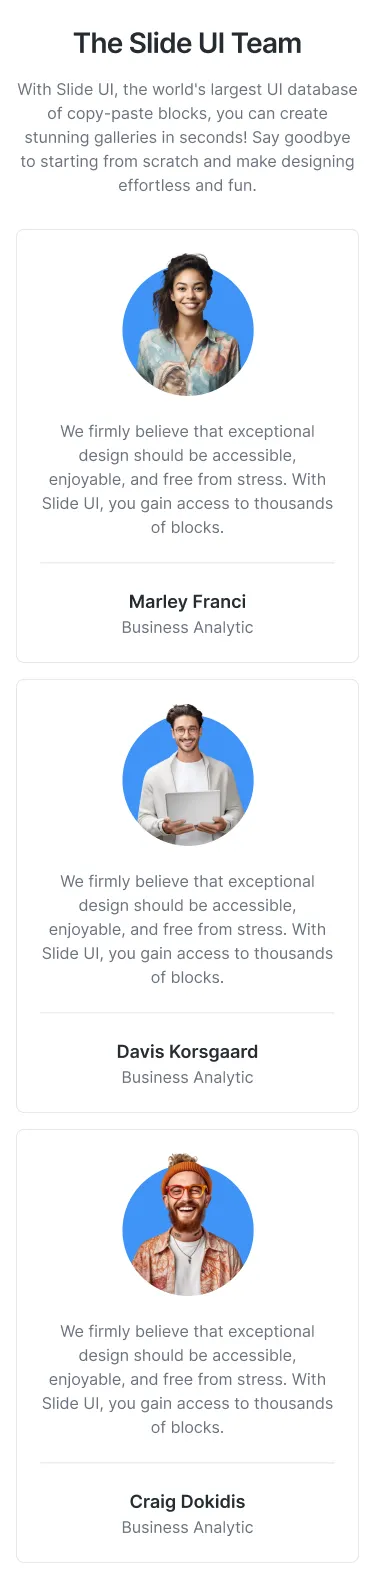 The Slide UI Team
With Slide UI, the world's largest UI database
of copy-paste blocks, you can create
stunning galleries in seconds! Say goodbye
to starting from scratch and make designing
effortless and fun.
We firmly believe that exceptional
design should be accessible,
enjoyable, and free from stress. With
Slide UI, you gain access to thousands
of blocks.
Marley Franci
Business Analytic
We firmly believe that exceptional
design should be accessible,
enjoyable, and free from stress. With
Slide UI, you gain access to thousands
of blocks.
Davis Korsgaard
Business Analytic
We firmly believe that exceptional
design should be accessible,
enjoyable, and free from stress. With
Slide UI, you gain access to thousands
of blocks.
Craig Dokidis
Business Analytic